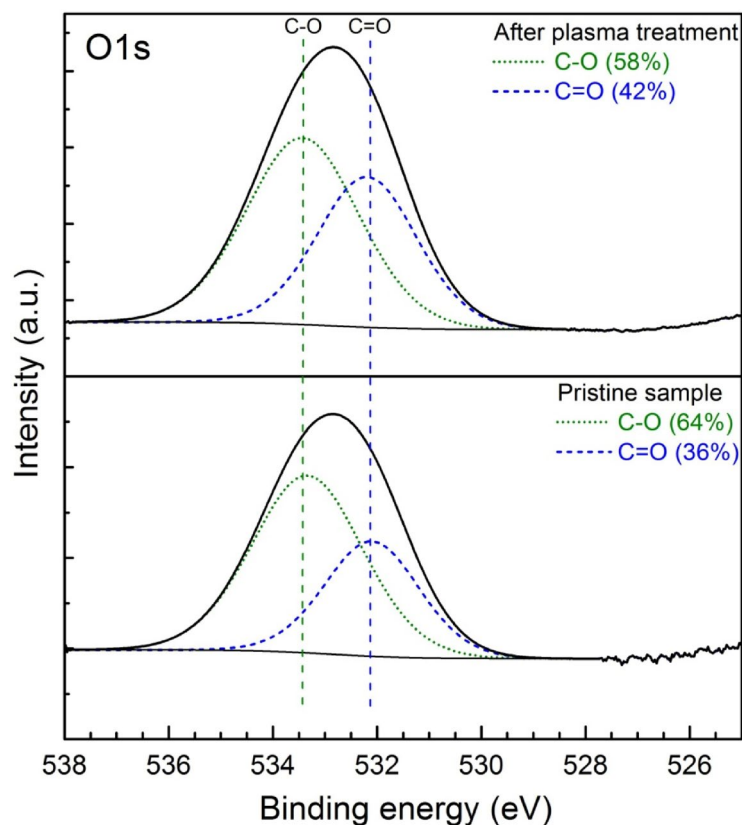 C-O C=O
O1s
After plasma treatment
C-O (58%)
C=O (42%)
Pristine sample
C-O (64%)
C=O (36%)
Intensity (a.u.)
538 536 534 532 530 528 526
Binding energy (eV)